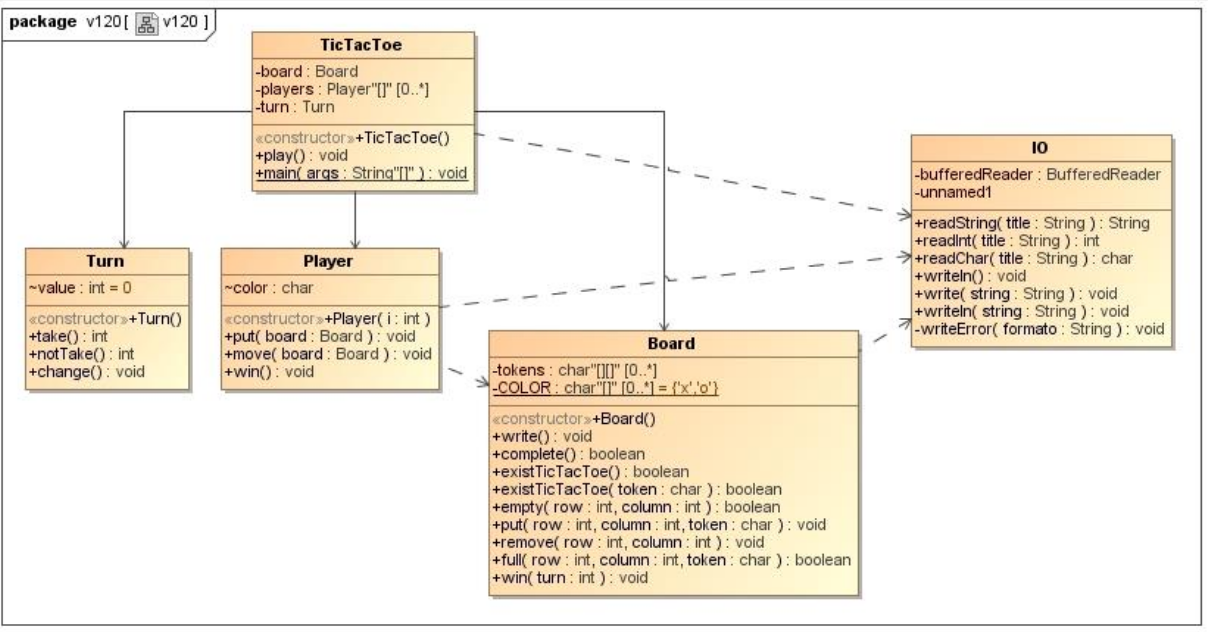 package v120[ v120 ]
TicTacToe
-board : Board
-players : Player"[]" [0..*]
-turn : Turn
«constructor»+TicTacToe()
+play() : void
+main( args : String"[]" ) : void
Turn
~value : int = 0
«constructor»+Turn()
+take() : int
+notTake() : int
+change() : void
Player
~color : char
«constructor»+Player( i : int )
+put( board : Board ) : void
+move( board : Board ) : void
+win() : void
Board
-tokens : char"[][]" [0..*]
-COLOR : char"[]" [0..*] = {'x','o'}
«constructor»+Board()
+write() : void
+complete() : boolean
+existTicTacToe() : boolean
+existTicTacToe( token : char ) : boolean
+empty( row : int, column : int ) : boolean
+put( row : int, column : int, token : char ) : void
+remove( row : int, column : int ) : void
+full( row : int, column : int, token : char ) : boolean
+win( turn : int ) : void
IO
-bufferedReader : BufferedReader
-unnamed1
+readString( title : String ) : String
+readInt( title : String ) : int
+readChar( title : String ) : char
+writeln() : void
+write( string : String ) : void
+writeln( string : String ) : void
-writeError( formato : String ) : void